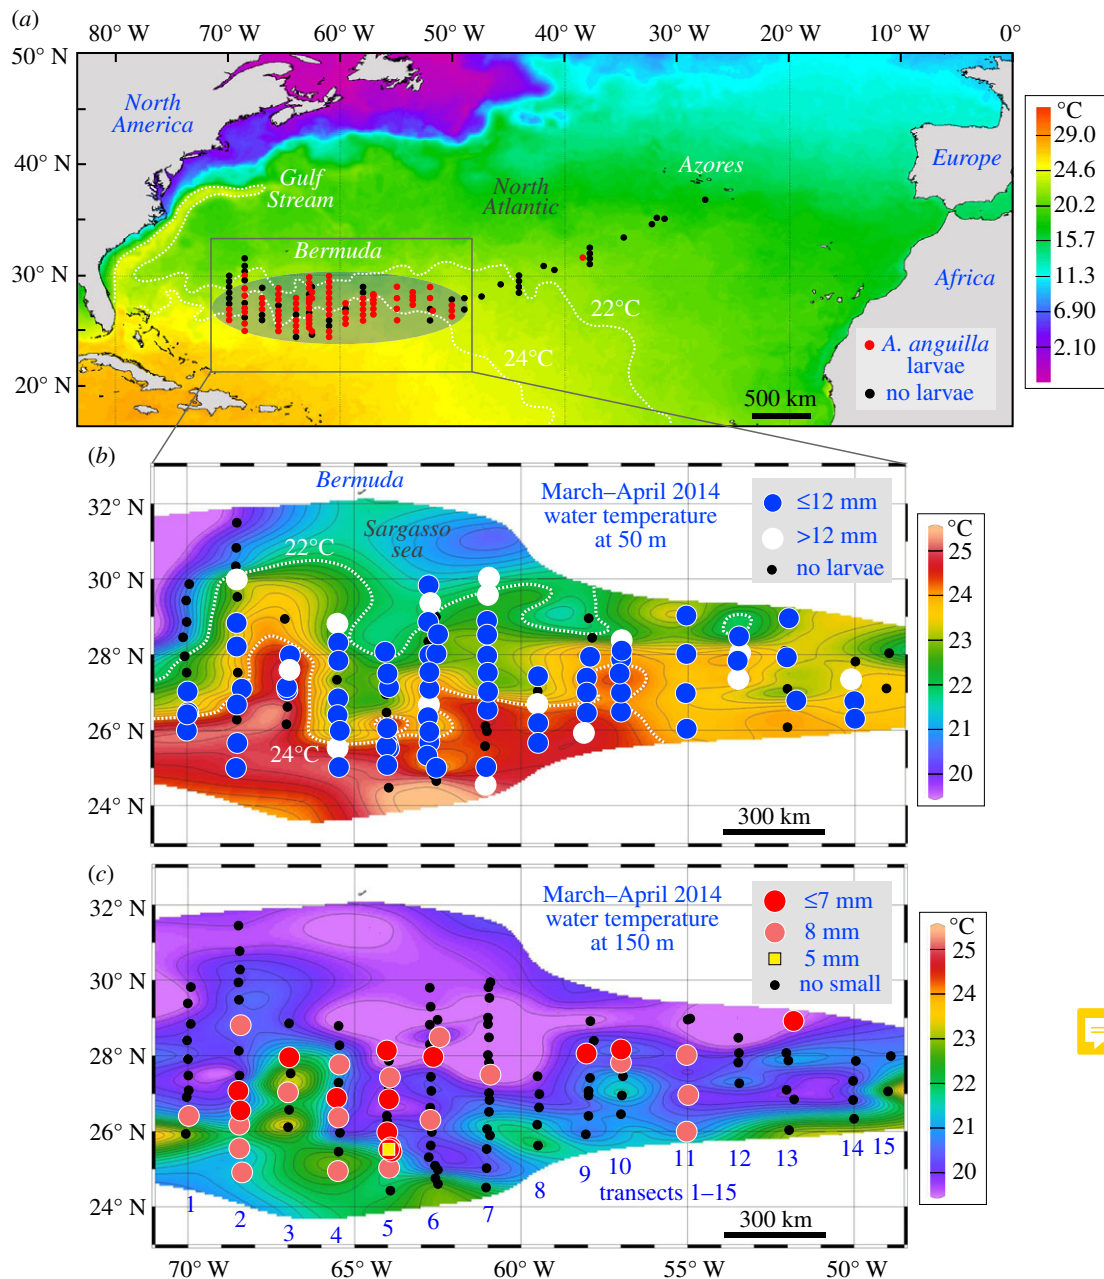 (a)
80° W 70° W 60° W 50° W 40° W 30° W 20° W 10° W 0°
50° N
40° N
30° N
20° N
North
America
Gulf
Stream
Bermuda
North
Atlantic
Azores
Europe
Africa
22°C
24°C
A. anguilla
larvae
no larvae
500 km
°C
29.0
24.6
20.2
15.7
11.3
6.90
2.10
(b)
32° N
30° N
28° N
26° N
24° N
Bermuda
Sargasso
sea
22°C
24°C
March–April 2014
water temperature
at 50 m
≤12 mm
>12 mm
no larvae
300 km
°C
25
24
23
22
21
20
(c)
32° N
30° N
28° N
26° N
24° N
March–April 2014
water temperature
at 150 m
≤7 mm
8 mm
5 mm
no small
1 2 3 4 5 6 7 8 9 10 11 12 13 14 15
transects 1–15
300 km
°C
25
24
23
22
21
20
70° W 65° W 60° W 55° W 50° W